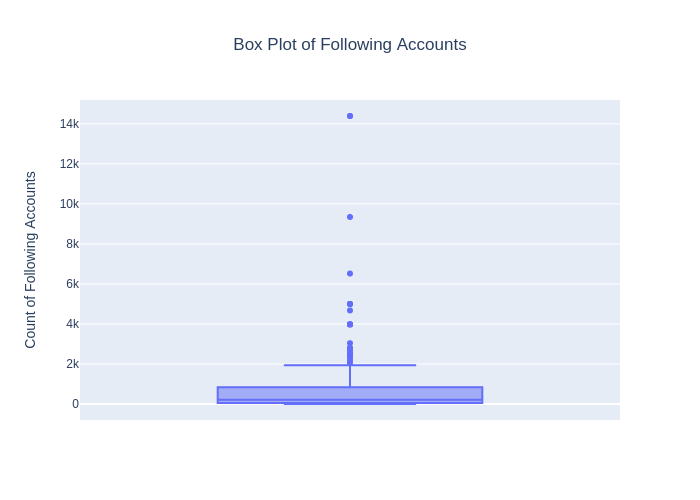 Box Plot of Following Accounts
Count of Following Accounts
14k
12k
10k
8k
6k
4k
2k
0